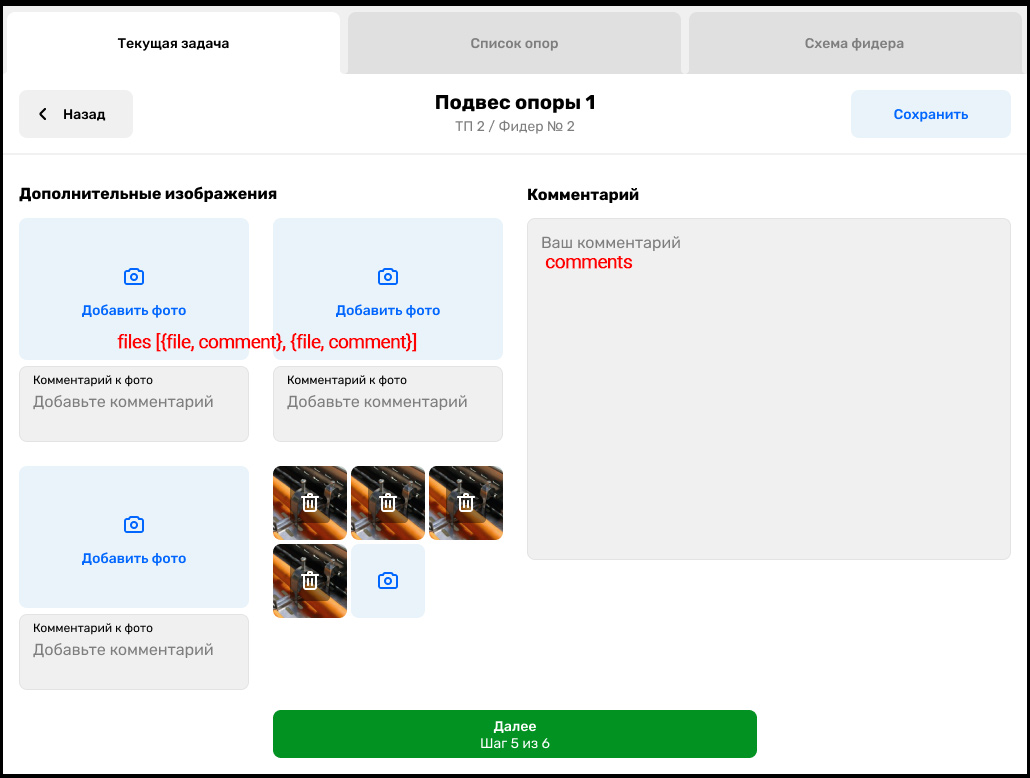 Текущая задача
Список опор
Схема фидера
Назад
Подвес опоры 1
ТП 2 / Фидер № 2
Сохранить
Дополнительные изображения
Добавить фото
Добавить фото
files [{file, comment}, {file, comment}]
Комментарий к фото
Добавьте комментарий
Комментарий к фото
Добавьте комментарий
Добавить фото
Комментарий к фото
Добавьте комментарий
Комментарий
Ваш комментарий
comments
Далее
Шаг 5 из 6